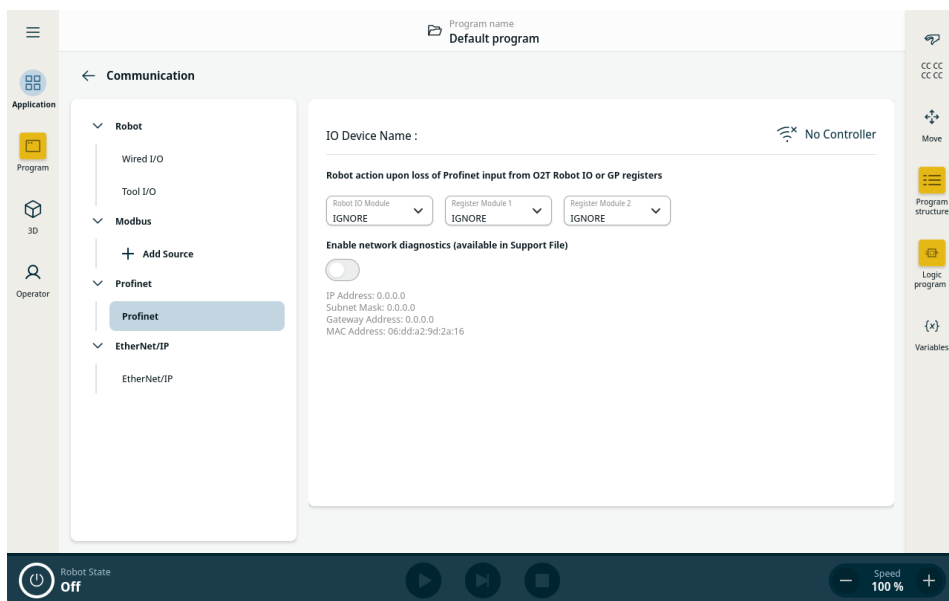 Program name
Default program
Communication
Application
Program
3D
Operator
Robot
Wired I/O
Tool I/O
Modbus
Add Source
Profinet
Profinet
EtherNet/IP
EtherNet/IP
IO Device Name :
No Controller
Robot action upon loss of Profinet input from O2T Robot IO or GP registers
Robot IO Module
IGNORE
Register Module 1
IGNORE
Register Module 2
IGNORE
Enable network diagnostics (available in Support File)
IP Address: 0.0.0.0
Subnet Mask: 0.0.0.0
Gateway Address: 0.0.0.0
MAC Address: 06:dd:a2:9d:2a:16
CC CC
CC CC
Move
Program
structure
Logic
program
{x}
Variables
Robot State
Off
Speed
100 %